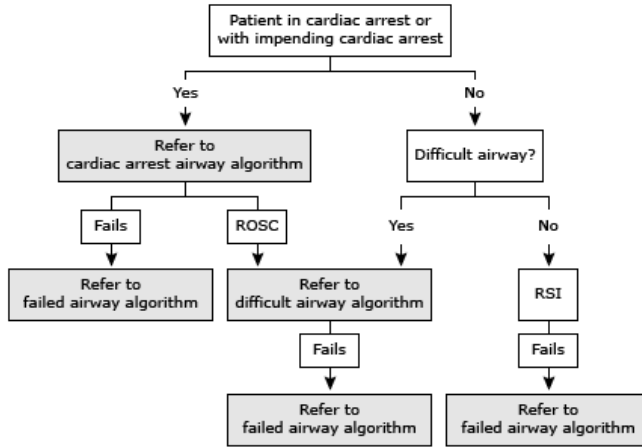 Patient in cardiac arrest or
with impending cardiac arrest
Yes
No
Refer to
cardiac arrest airway algorithm
Difficult airway?
Fails
ROSC
Yes
No
Refer to
failed airway algorithm
Refer to
difficult airway algorithm
RSI
Fails
Fails
Refer to
failed airway algorithm
Refer to
failed airway algorithm